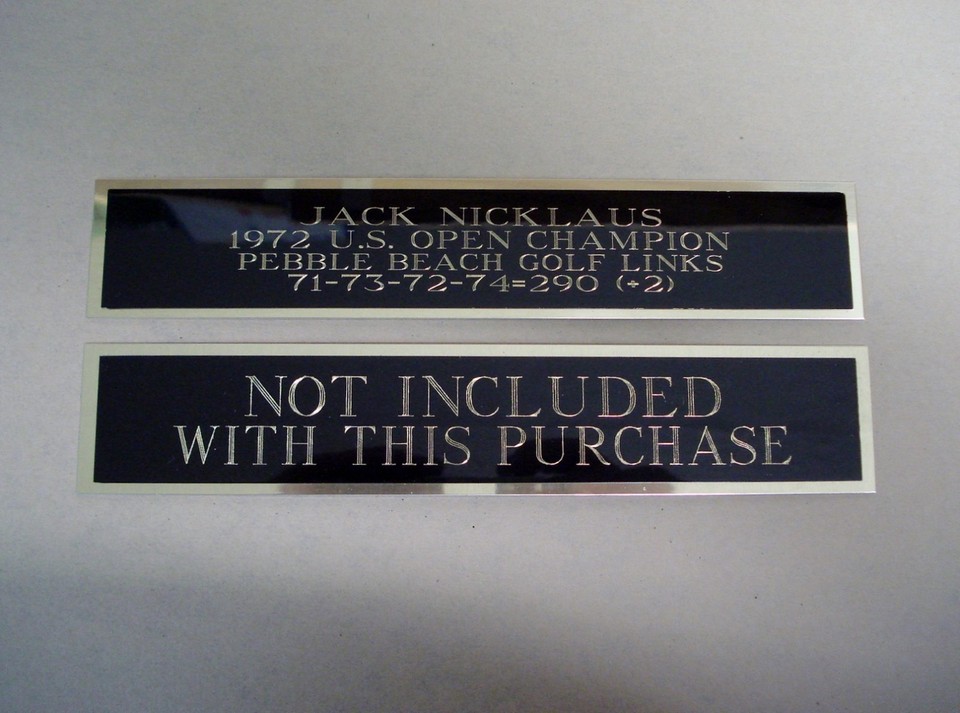 JACK NICKLAUS
1972 U.S. OPEN CHAMPION
PEBBLE BEACH GOLF LINKS
71-73-72-74=290 (+2)
NOT INCLUDED
WITH THIS PURCHASE